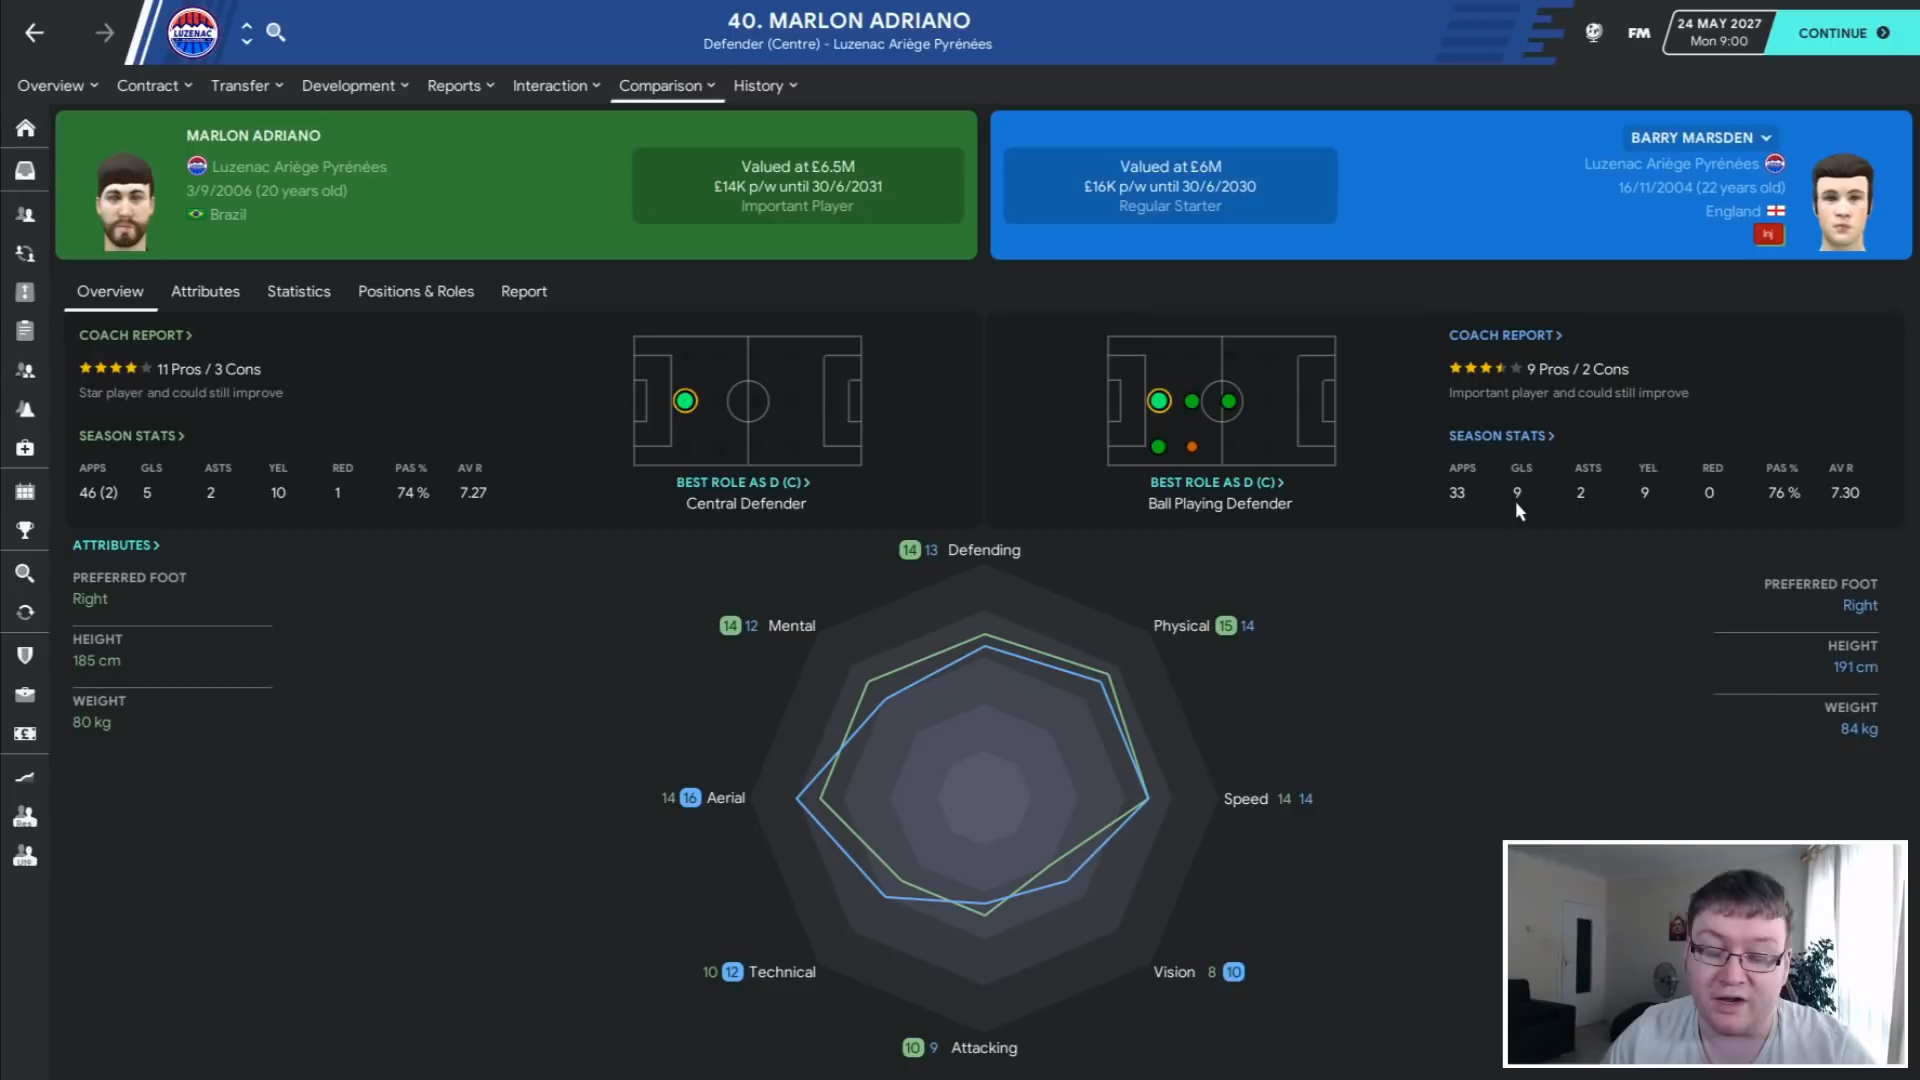 40. MARLON ADRIANO
Defender (Centre) - Luzenac Ariège Pyrénées
LUZENAC
FM
24 MAY 2027
Mon 9:00
CONTINUE
Overview Contract Transfer Development Reports Interaction Comparison History
MARLON ADRIANO
Luzenac Ariège Pyrénées
3/9/2006 (20 years old)
Brazil
Valued at £6.5M
£14K p/w until 30/6/2031
Important Player
Valued at £6M
£16K p/w until 30/6/2030
Regular Starter
BARRY MARSDEN
Luzenac Ariège Pyrénées
16/11/2004 (22 years old)
England
Inj
Overview Attributes Statistics Positions & Roles Report
COACH REPORT >
11 Pros / 3 Cons
Star player and could still improve
SEASON STATS >
APPS GLS ASTS YEL RED PAS % AV R
46 (2) 5 2 10 1 74 % 7.27
BEST ROLE AS D (C) >
Central Defender
BEST ROLE AS D (C) >
Ball Playing Defender
COACH REPORT >
9 Pros / 2 Cons
Important player and could still improve
SEASON STATS >
APPS GLS ASTS YEL RED PAS % AV R
33 9 2 9 0 76 % 7.30
ATTRIBUTES >
PREFERRED FOOT
Right
HEIGHT
185 cm
WEIGHT
80 kg
14 13 Defending
14 12 Mental
Physical 15 14
14 16 Aerial
Speed 14 14
10 12 Technical
Vision 8 10
10 9 Attacking
PREFERRED FOOT
Right
HEIGHT
191 cm
WEIGHT
84 kg
Res
U19